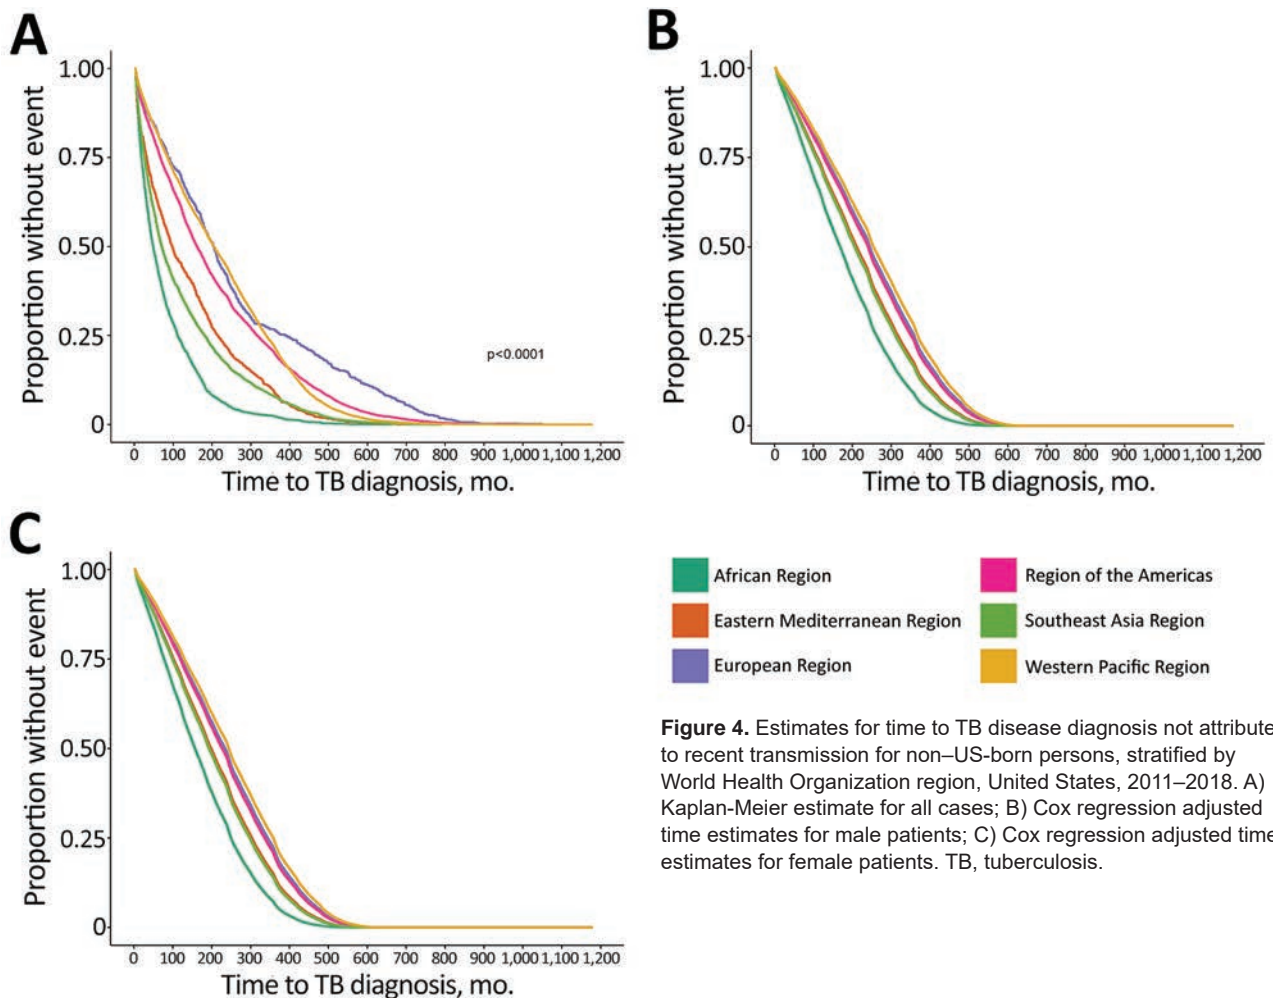 A
Proportion without event
1.00
0.75
0.50
0.25
0
p<0.0001
0 100 200 300 400 500 600 700 800 900 1,000 1,100 1,200
Time to TB diagnosis, mo.
B
Proportion without event
1.00
0.75
0.50
0.25
0
0 100 200 300 400 500 600 700 800 900 1,000 1,100 1,200
Time to TB diagnosis, mo.
C
Proportion without event
1.00
0.75
0.50
0.25
0
0 100 200 300 400 500 600 700 800 900 1,000 1,100 1,200
Time to TB diagnosis, mo.
African Region
Eastern Mediterranean Region
European Region
Region of the Americas
Southeast Asia Region
Western Pacific Region
Figure 4. Estimates for time to TB disease diagnosis not attribute
to recent transmission for non–US-born persons, stratified by
World Health Organization region, United States, 2011–2018. A)
Kaplan-Meier estimate for all cases; B) Cox regression adjusted
time estimates for male patients; C) Cox regression adjusted time
estimates for female patients. TB, tuberculosis.